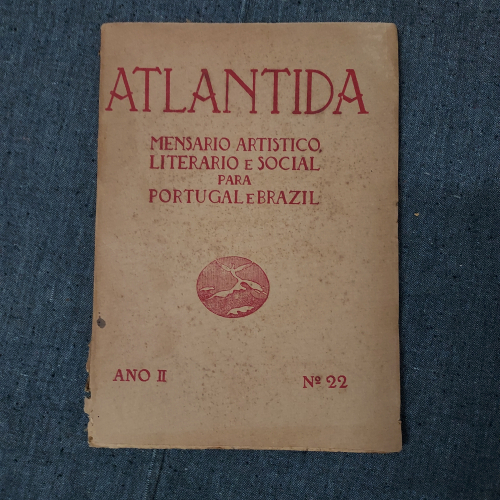 ATLANTIDA
MENSARIO ARTISTICO,
LITERARIO E SOCIAL
PARA
PORTUGAL E BRAZIL
ANO II
Nº 22